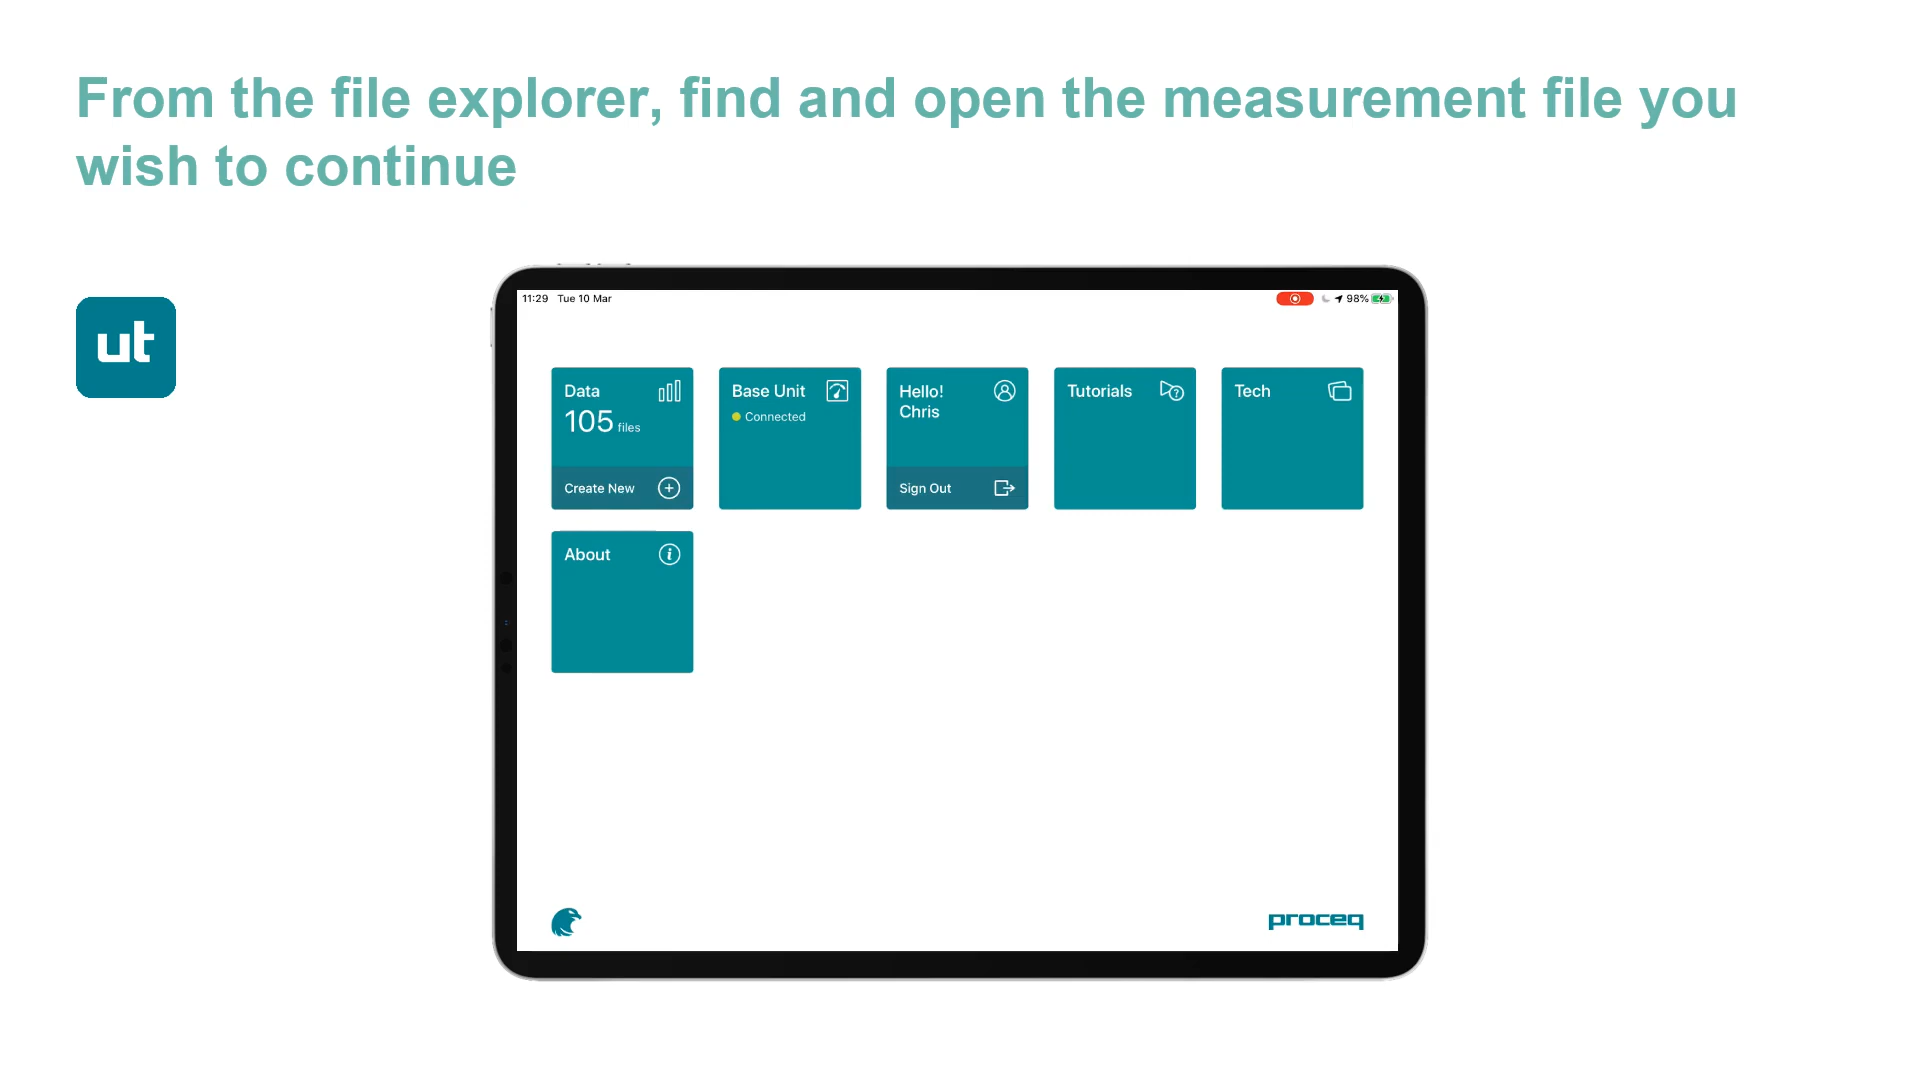 From the file explorer, find and open the measurement file you
wish to continue
ut
11:29 Tue 10 Mar
98%
Data
105 files
Create New
Base Unit
Connected
Hello!
Chris
Sign Out
Tutorials
Tech
About
proceq